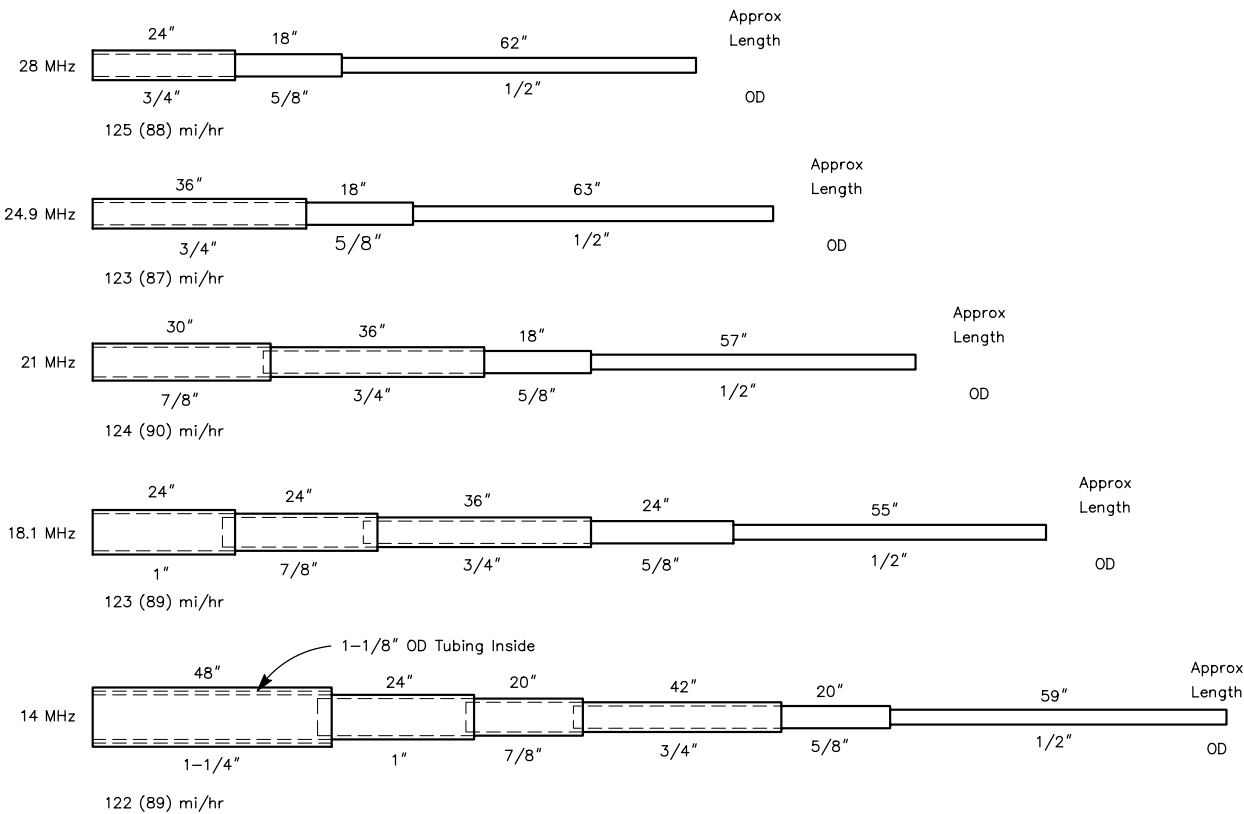 Approx
Length
24″ 18″ 62″
28 MHz
3/4″ 5/8″ 1/2″ OD
125 (88) mi/hr
Approx
Length
36″ 18″ 63″
24.9 MHz
3/4″ 5/8″ 1/2″ OD
123 (87) mi/hr
Approx
Length
30″ 36″ 18″ 57″
21 MHz
7/8″ 3/4″ 5/8″ 1/2″ OD
124 (90) mi/hr
Approx
Length
24″ 24″ 36″ 24″ 55″
18.1 MHz
1″ 7/8″ 3/4″ 5/8″ 1/2″ OD
123 (89) mi/hr
1–1/8″ OD Tubing Inside
Approx
Length
48″ 24″ 20″ 42″ 20″ 59″
14 MHz
1–1/4″ 1″ 7/8″ 3/4″ 5/8″ 1/2″ OD
122 (89) mi/hr